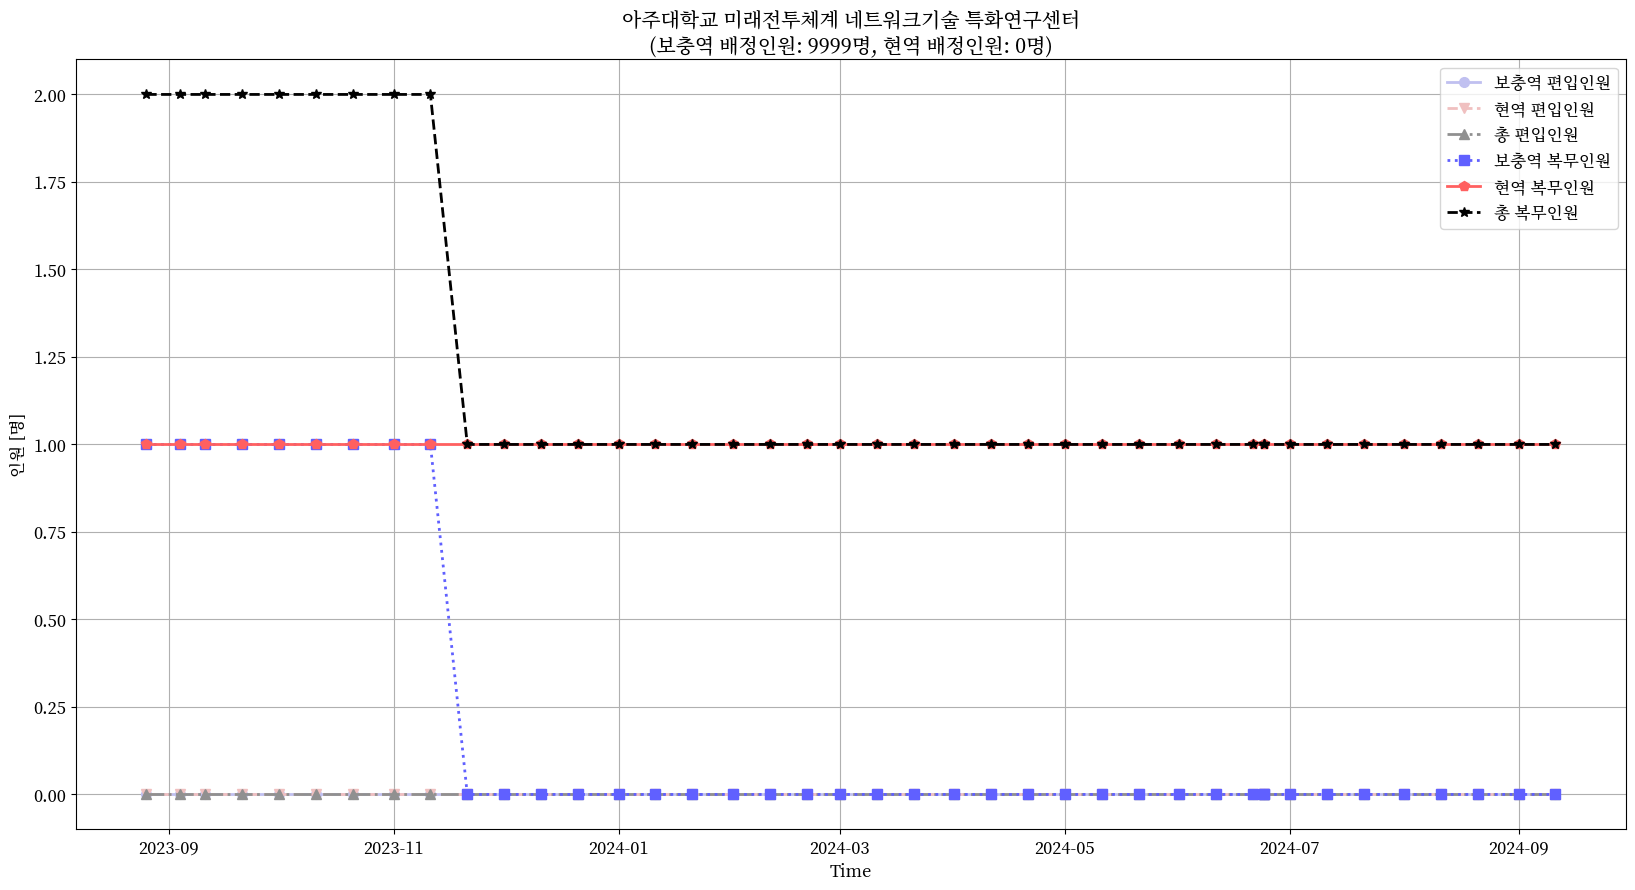 아주대학교 미래전투체계 네트워크기술 특화연구센터
(보충역 배정인원: 9999명, 현역 배정인원: 0명)
보충역 편입인원
현역 편입인원
총 편입인원
보충역 복무인원
현역 복무인원
총 복무인원
인원 [명]
2.00
1.75
1.50
1.25
1.00
0.75
0.50
0.25
0.00
2023-09 2023-11 2024-01 2024-03 2024-05 2024-07 2024-09
Time